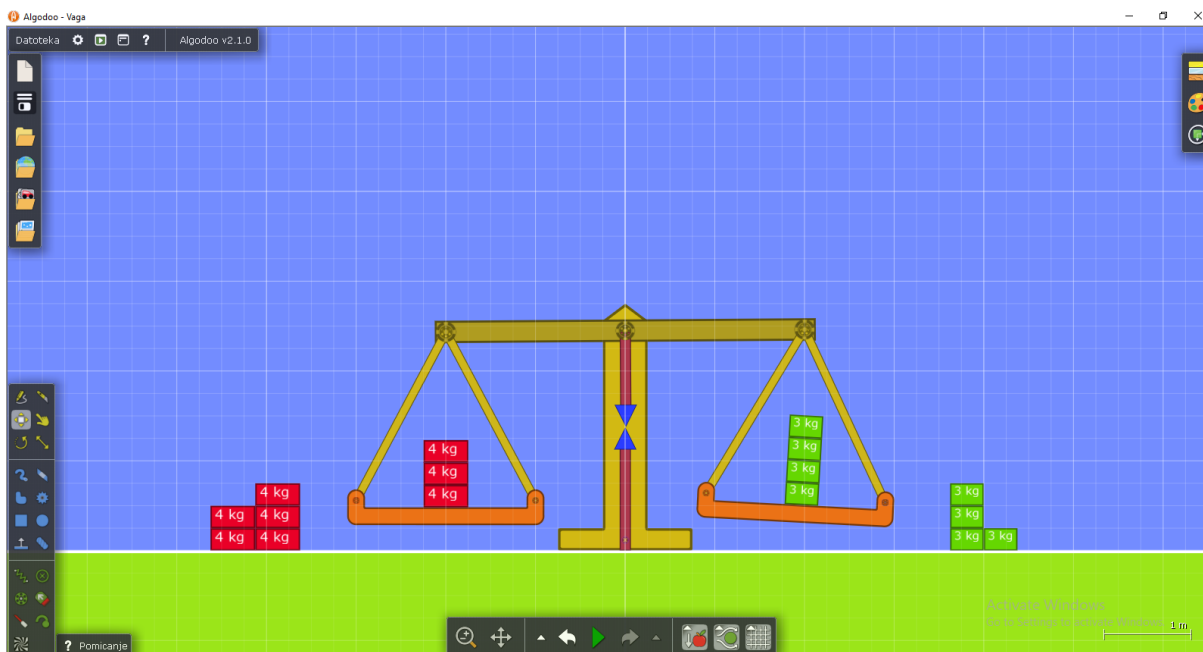 Algodoo - Vaga
Datoteka ? Algodoo v2.1.0
3 kg
3 kg
3 kg
3 kg
4 kg
4 kg
4 kg
4 kg
4 kg 4 kg
4 kg 4 kg
3 kg
3 kg
3 kg 3 kg
Activate Windows
Go to Settings to activate Windows.
1 m
? Pomicanje